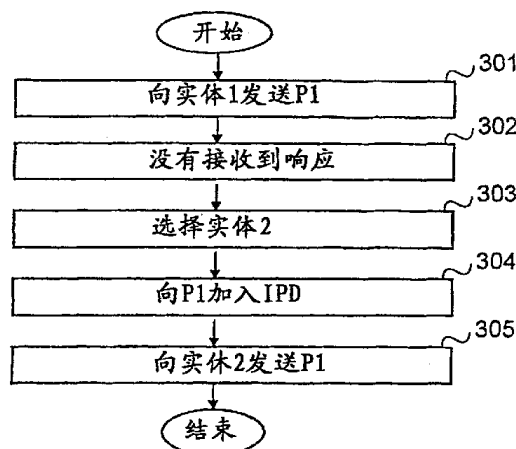 开始
301
向实体1发送P1
302
没有接收到响应
303
选择实体2
304
向P1加入IPD
305
向实休2发送P1
结束